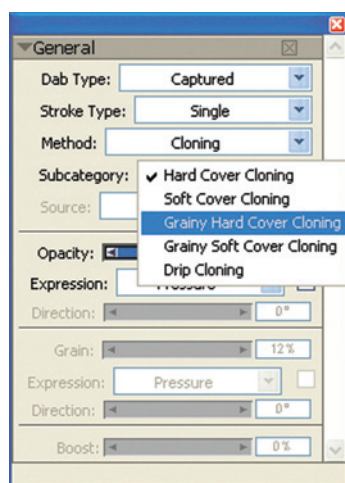 General
Dab Type: Captured
Stroke Type: Single
Method: Cloning
Subcategory: ✓ Hard Cover Cloning
Soft Cover Cloning
Source:
Grainy Hard Cover Cloning
Grainy Soft Cover Cloning
Opacity:
Drip Cloning
Expression: Pressure
Direction: 0°
Grain: 12%
Expression: Pressure
Direction: 0°
Boost: 0%